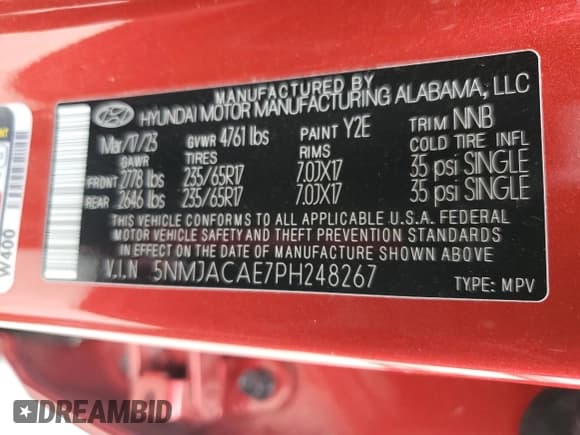 MANUFACTURED BY
HYUNDAI MOTOR MANUFACTURING ALABAMA, LLC
Mar/17/23 GVWR 4761 lbs PAINT Y2E TRIM NNB
GAWR TIRES RIMS COLD TIRE INFL
FRONT 2778 lbs 235/65R17 7.0JX17 35 psi SINGLE
REAR 2646 lbs 235/65R17 7.0JX17 35 psi SINGLE
THIS VEHICLE CONFORMS TO ALL APPLICABLE U.S.A. FEDERAL
MOTOR VEHICLE SAFETY AND THEFT PREVENTION STANDARDS
IN EFFECT ON THE DATE OF MANUFACTURE SHOWN ABOVE
V.I.N 5NMJACAE7PH248267
TYPE: MPV
W400
DREAMBID